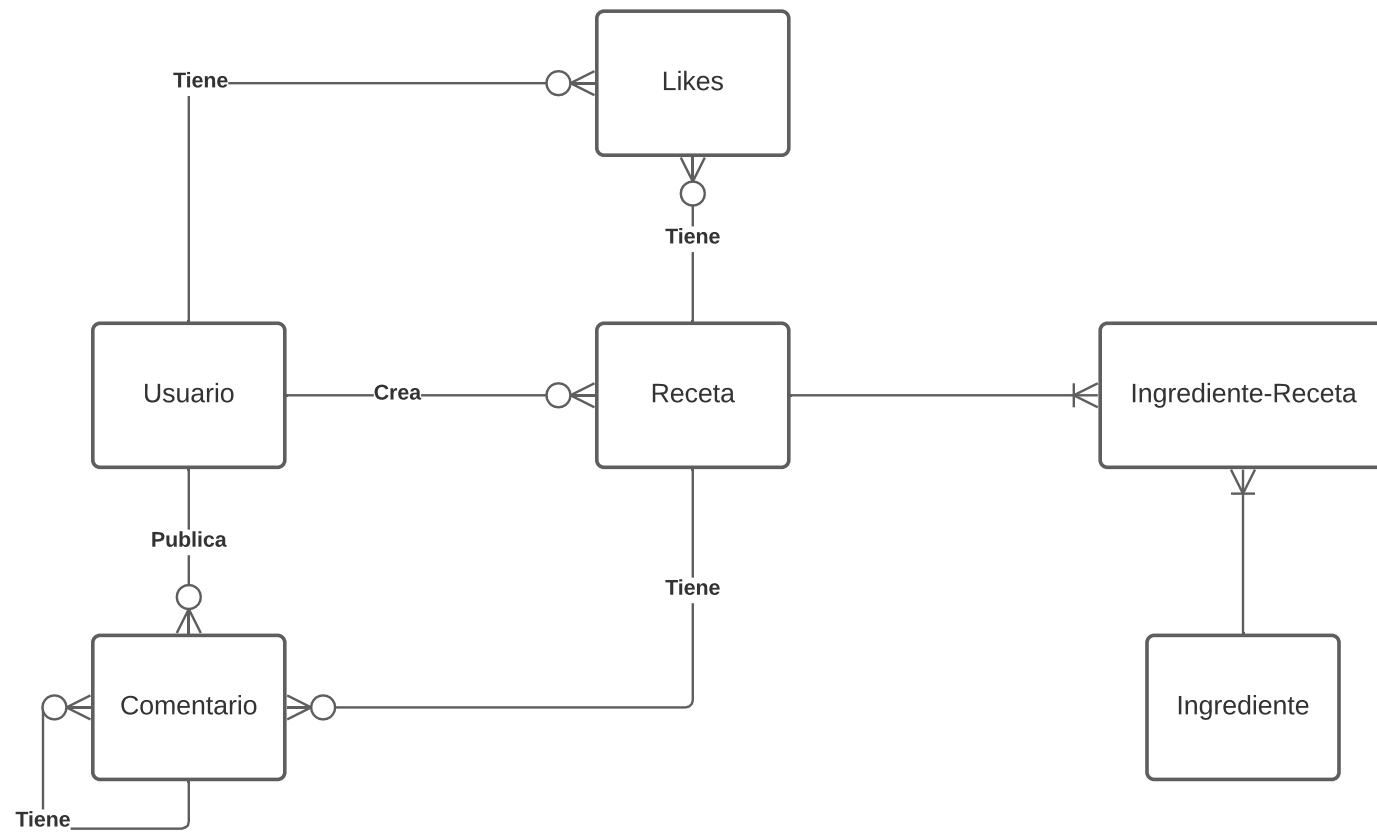 Tiene
Likes
Tiene
Usuario
Crea
Receta
Ingrediente-Receta
Publica
Tiene
Comentario
Ingrediente
Tiene